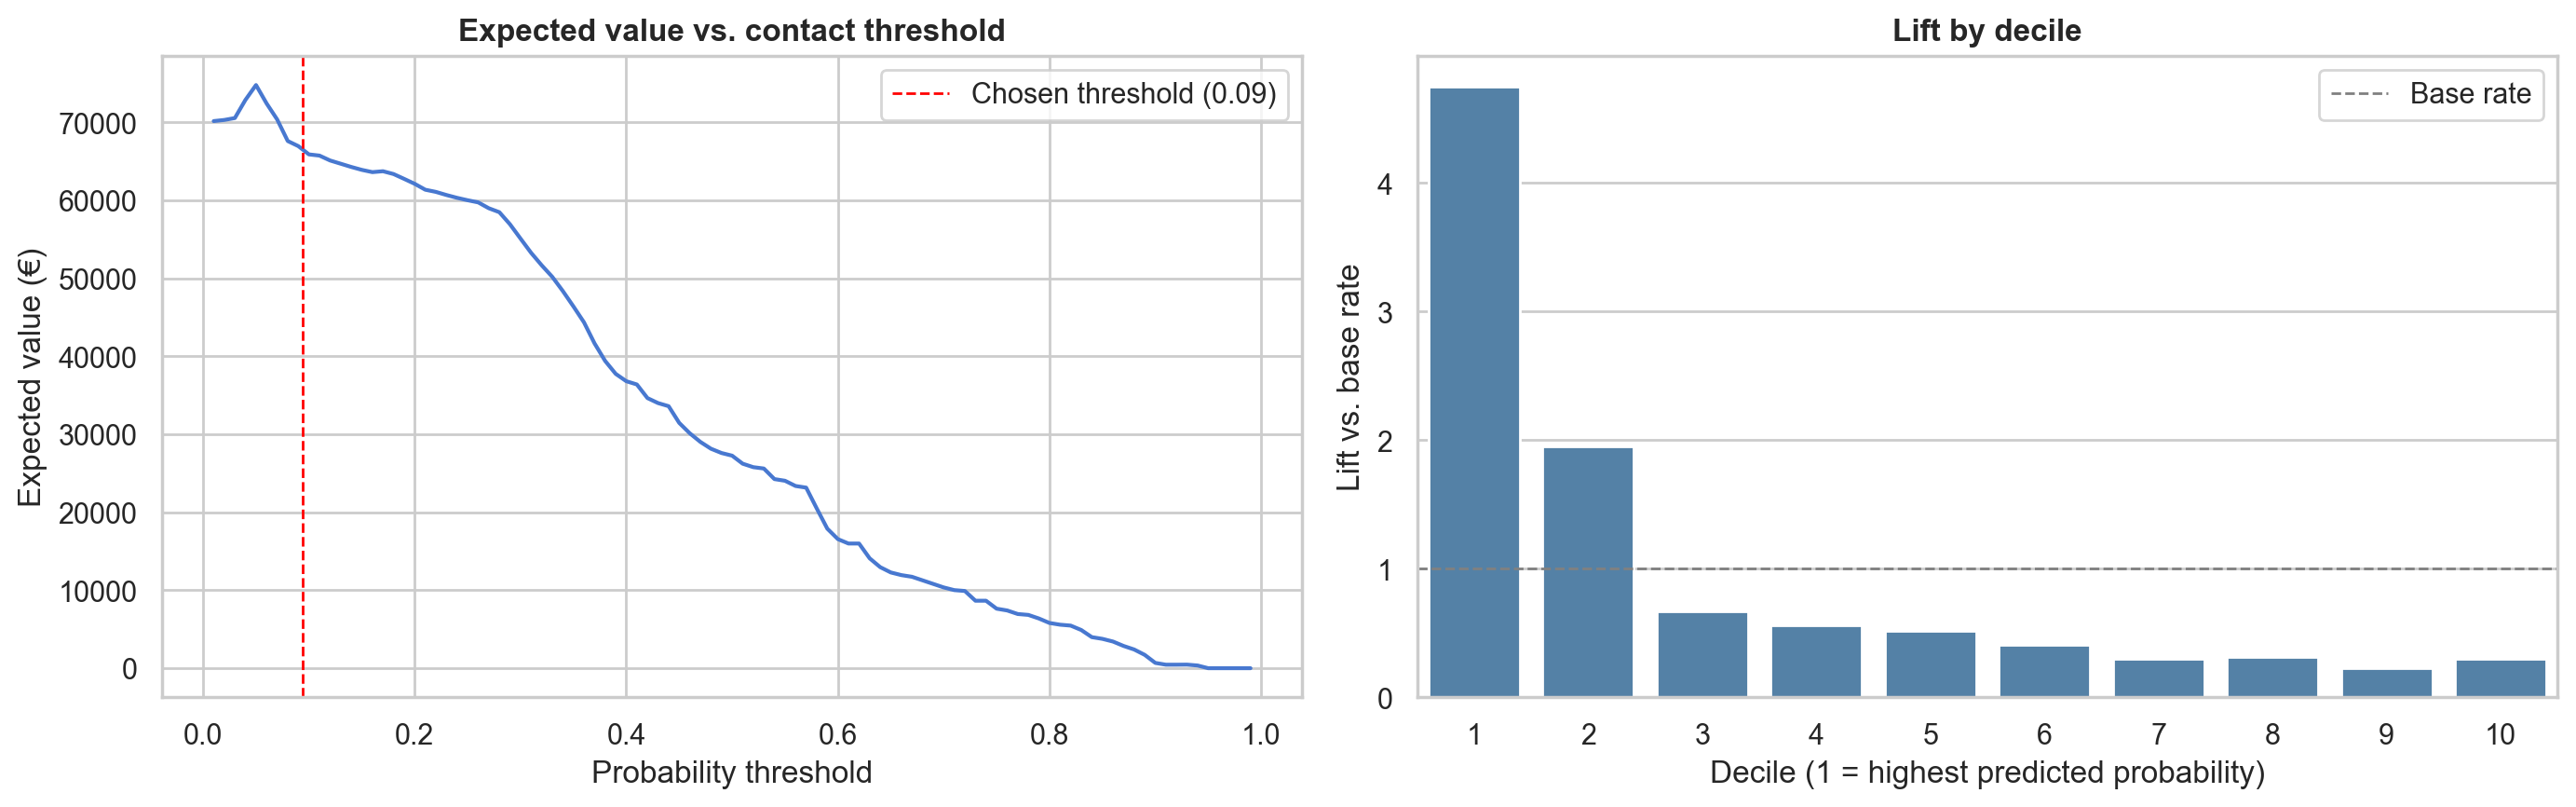 Expected value vs. contact threshold
Chosen threshold (0.09)
70000
60000
50000
40000
30000
20000
10000
0
Expected value (€)
0.0 0.2 0.4 0.6 0.8 1.0
Probability threshold
Lift by decile
Base rate
4
3
2
1
0
Lift vs. base rate
1 2 3 4 5 6 7 8 9 10
Decile (1 = highest predicted probability)